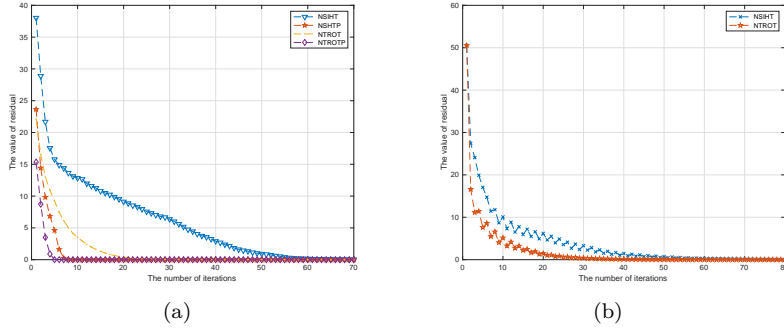 40
35
30
25
20
15
10
5
0
The value of residual
NSIHT
NSHTP
NTROT
NTROTP
0 10 20 30 40 50 60 70
The number of iterations
(a)
60
50
40
30
20
10
0
The value of residual
NSIHT
NTROT
0 10 20 30 40 50 60 70 80
The number of iterations
(b)